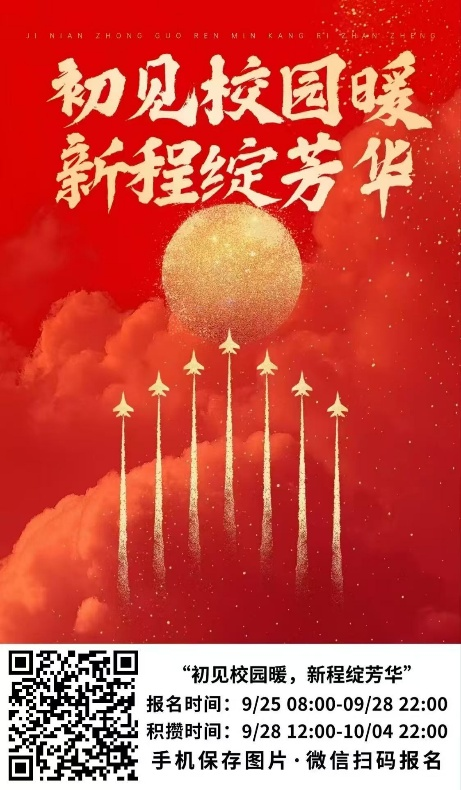 JI NIAN ZHONG GUO REN MIN KANG RI ZHAN ZHENG
初见校园暖
新程绽芳华
“初见校园暖，新程绽芳华”
报名时间：9/25 08:00-09/28 22:00
积攒时间：9/28 12:00-10/04 22:00
手机保存图片·微信扫码报名